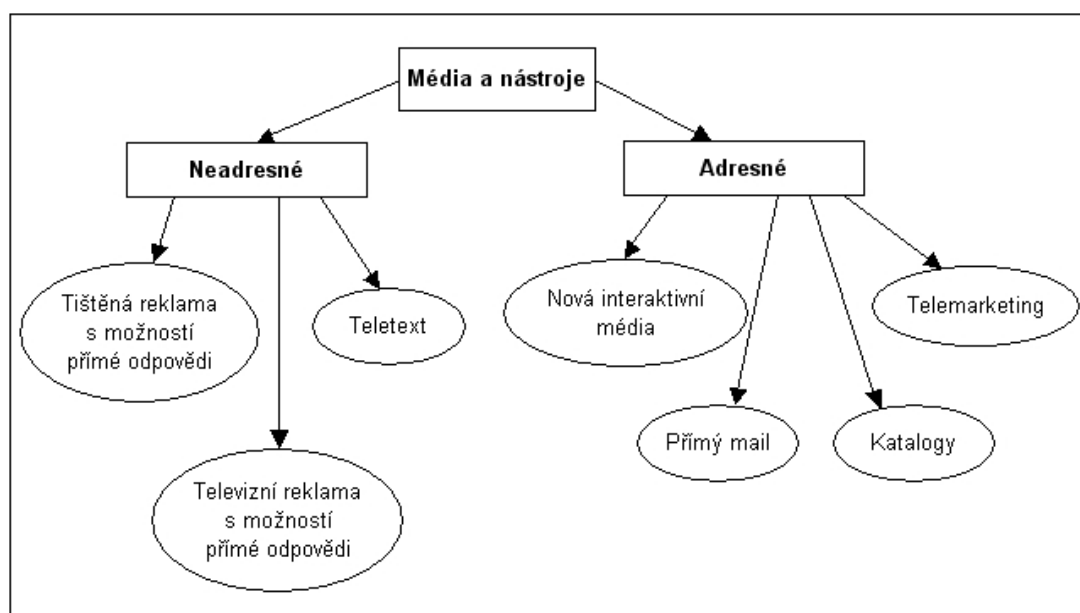 Média a nástroje
Neadresné
Adresné
Tištěná reklama
s možností
přímé odpovědi
Teletext
Nová interaktivní
média
Telemarketing
Přímý mail
Katalogy
Televizní reklama
s možností
přímé odpovědi